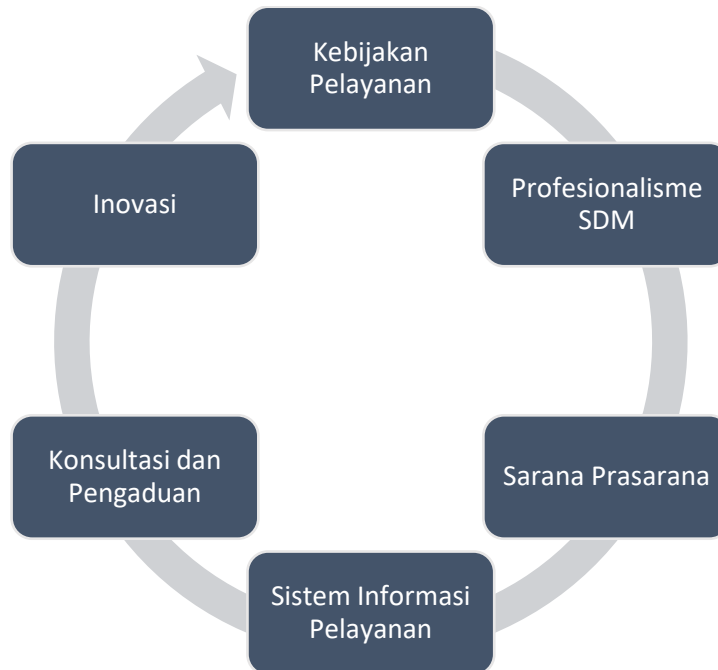 Kebijakan
Pelayanan
Profesionalisme
SDM
Sarana Prasarana
Sistem Informasi
Pelayanan
Konsultasi dan
Pengaduan
Inovasi